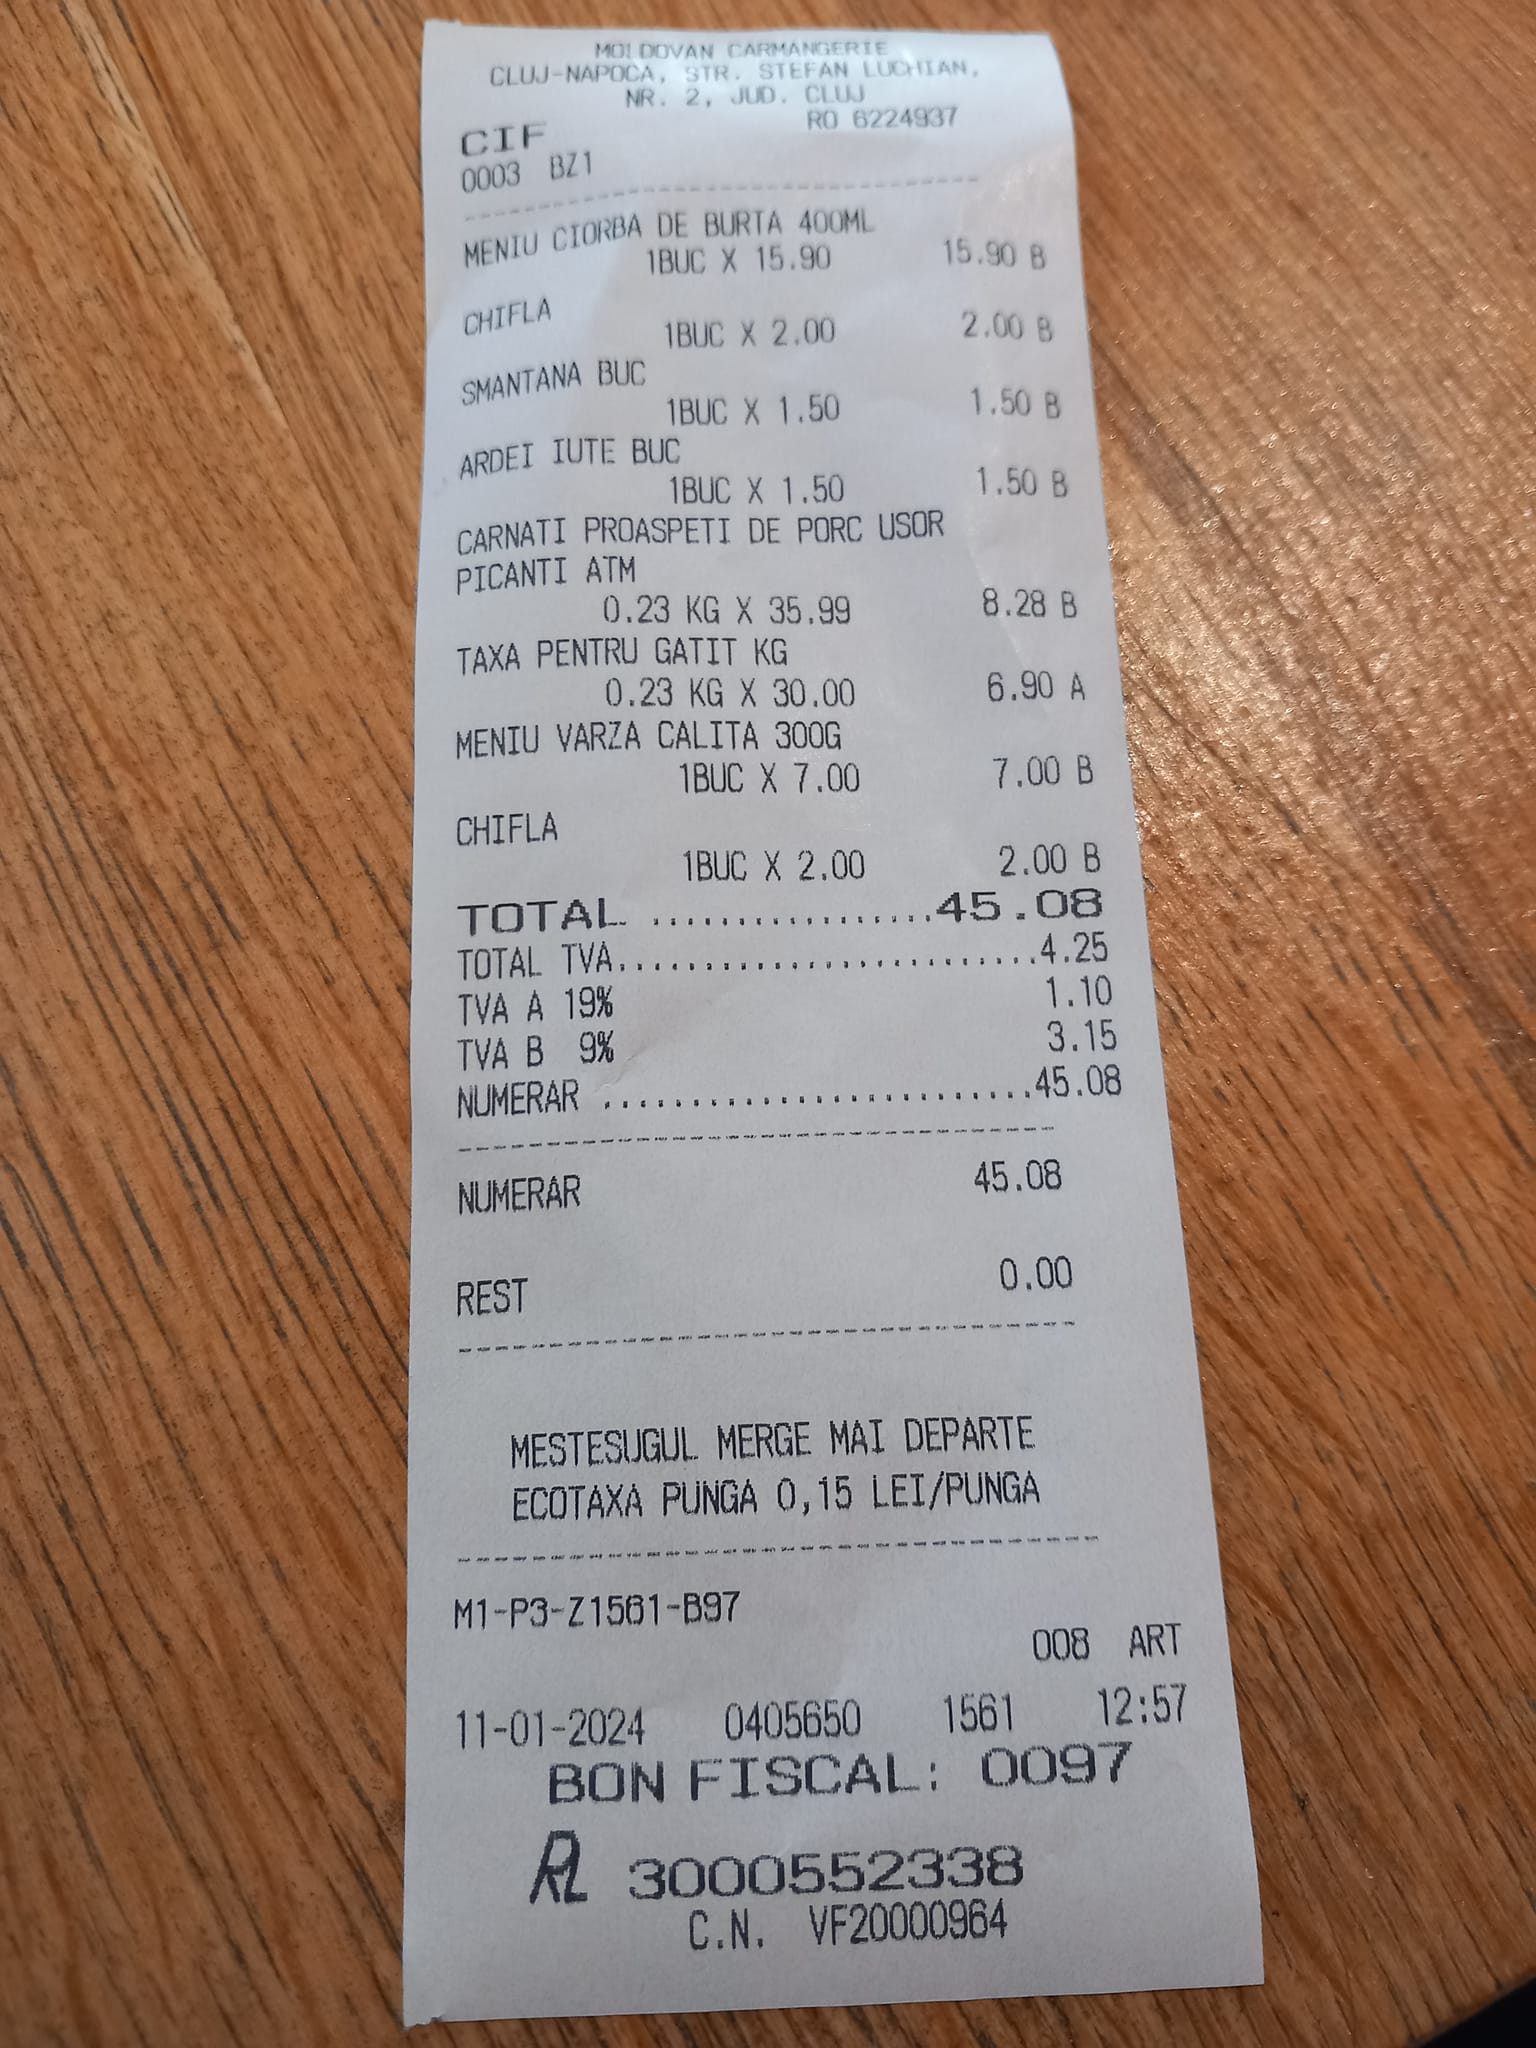 MOLDOVAN CARMANGERIE
CLUJ-NAPOCA, STR. STEFAN LUCHIAN,
NR. 2, JUD. CLUJ
CIF RO 6224937
0003 BZ1
MENIU CIORBA DE BURTA 400ML
1BUC X 15.90 15.90 B
CHIFLA
1BUC X 2.00 2.00 B
SMANTANA BUC
1BUC X 1.50 1.50 B
ARDEI IUTE BUC
1BUC X 1.50 1.50 B
CARNATI PROASPETI DE PORC USOR
PICANTI ATM
0.23 KG X 35.99 8.28 B
TAXA PENTRU GATIT KG
0.23 KG X 30.00 6.90 A
MENIU VARZA CALITA 300G
1BUC X 7.00 7.00 B
CHIFLA
1BUC X 2.00 2.00 B
TOTAL ................45.08
TOTAL TVA........................4.25
TVA A 19% 1.10
TVA B 9% 3.15
NUMERAR .........................45.08
NUMERAR 45.08
REST 0.00
MESTESUGUL MERGE MAI DEPARTE
ECOTAXA PUNGA 0,15 LEI/PUNGA
M1-P3-Z1561-B97
008 ART
11-01-2024 0405650 1561 12:57
BON FISCAL: 0097
3000552338
C.N. VF20000964